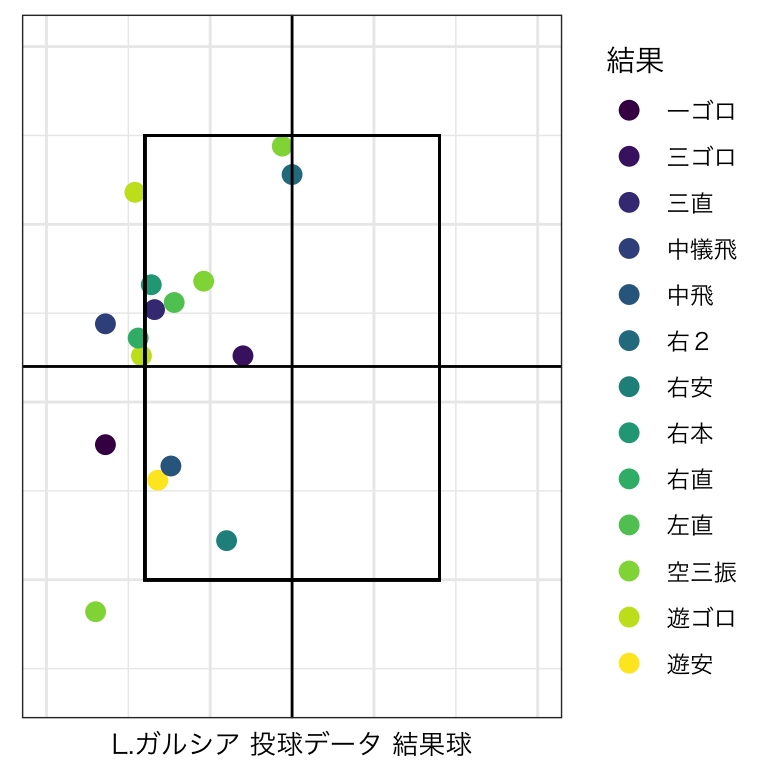 結果
一ゴロ
三ゴロ
三直
中犠飛
中飛
右２
右安
右本
右直
左直
空三振
遊ゴロ
遊安
L.ガルシア 投球データ 結果球